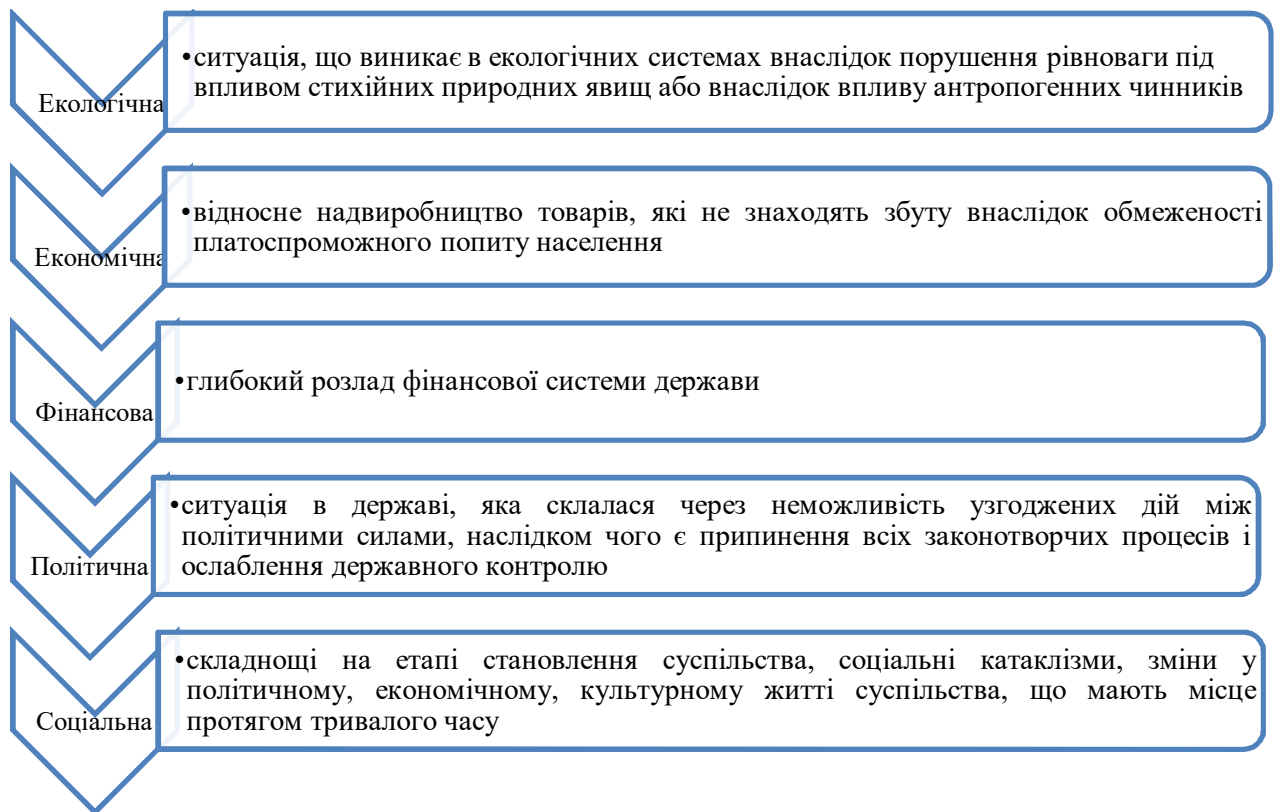 Екологічна
•ситуація, що виникає в екологічних системах внаслідок порушення рівноваги під
впливом стихійних природних явищ або внаслідок впливу антропогенних чинників
Економічна
•відносне надвиробництво товарів, які не знаходять збуту внаслідок обмеженості
платоспроможного попиту населення
Фінансова
•глибокий розлад фінансової системи держави
Політична
•ситуація в державі, яка склалася через неможливість узгоджених дій між
політичними силами, наслідком чого є припинення всіх законотворчих процесів і
ослаблення державного контролю
Соціальна
•складнощі на етапі становлення суспільства, соціальні катаклізми, зміни у
політичному, економічному, культурному житті суспільства, що мають місце
протягом тривалого часу